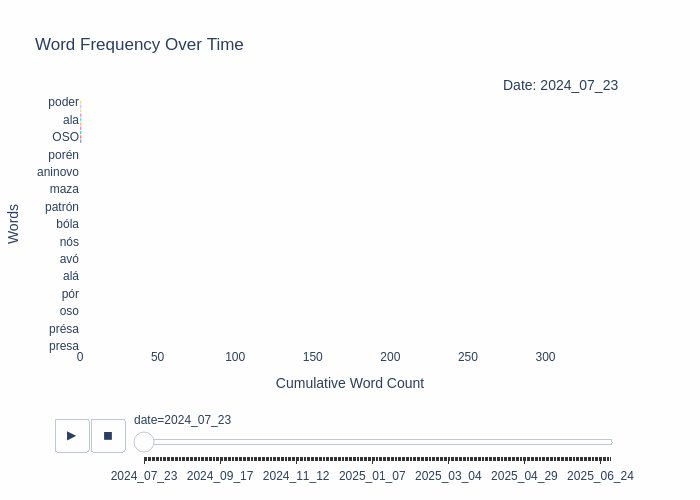 Word Frequency Over Time
Date: 2024_07_23
Words
poder
ala
OSO
porén
aninovo
maza
patrón
bóla
nós
avó
alá
pór
oso
présa
presa
0 50 100 150 200 250 300
Cumulative Word Count
date=2024_07_23
2024_07_23 2024_09_17 2024_11_12 2025_01_07 2025_03_04 2025_04_29 2025_06_24